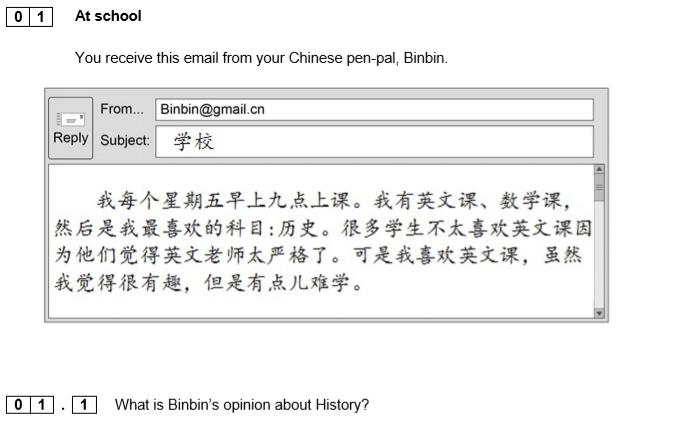 0 1 At school
You receive this email from your Chinese pen-pal, Binbin.
From... Binbin@gmail.cn
Reply Subject: 学校
我每个星期五早上九点上课。我有英文课、数学课，
然后是我最喜欢的科目:历史。很多学生不太喜欢英文课因
为他们觉得英文老师太严格了。可是我喜欢英文课，虽然
我觉得很有趣，但是有点儿难学。
0 1 . 1 What is Binbin's opinion about History?